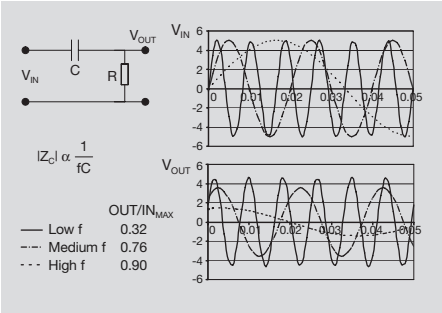 V_OUT
C
R
V_IN
|Z_C| α 1/fC
OUT/IN_MAX
Low f 0.32
Medium f 0.76
High f 0.90
V_IN
6
4
2
0
-2
-4
-6
0 0.01 0.02 0.03 0.04 0.05
V_OUT
6
4
2
0
-2
-4
-6
0 0.01 0.02 0.03 0.04 0.05